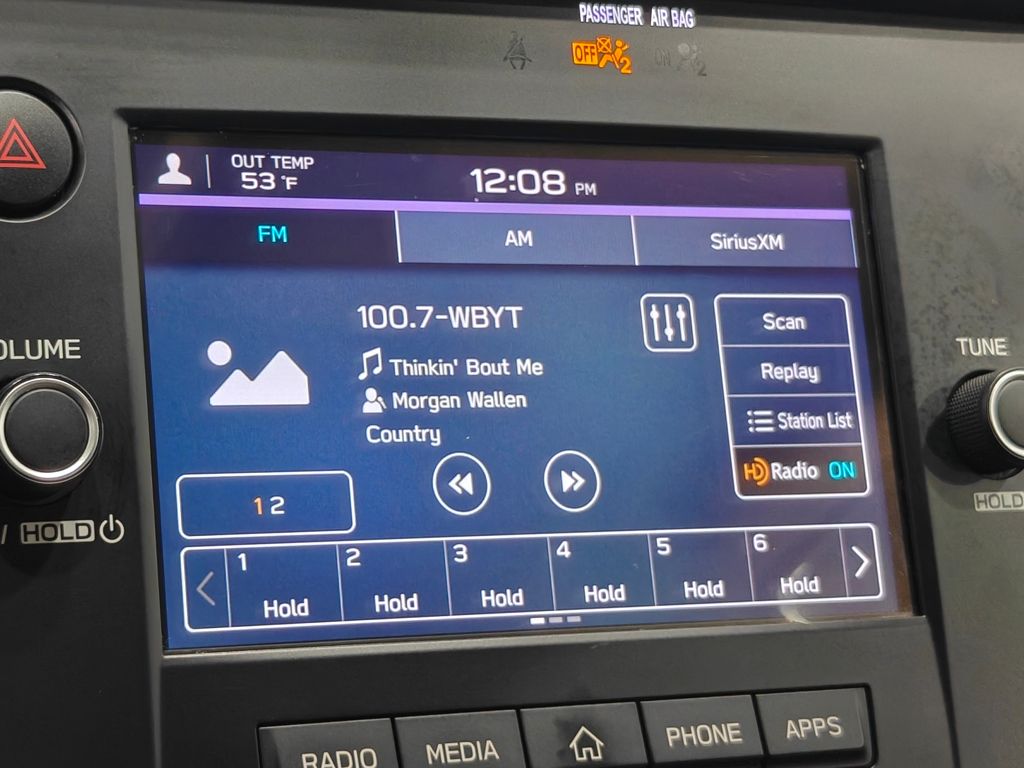 PASSENGER AIR BAG
OFF 2 ON 2
OUT TEMP
53°F
12:08 PM
FM AM SiriusXM
100.7-WBYT
Thinkin' Bout Me
Morgan Wallen
Country
Scan
Replay
Station List
HD Radio ON
1 2
1 2 3 4 5 6
Hold Hold Hold Hold Hold Hold
OLUME
/ HOLD
TUNE
HOLD
RADIO MEDIA PHONE APPS